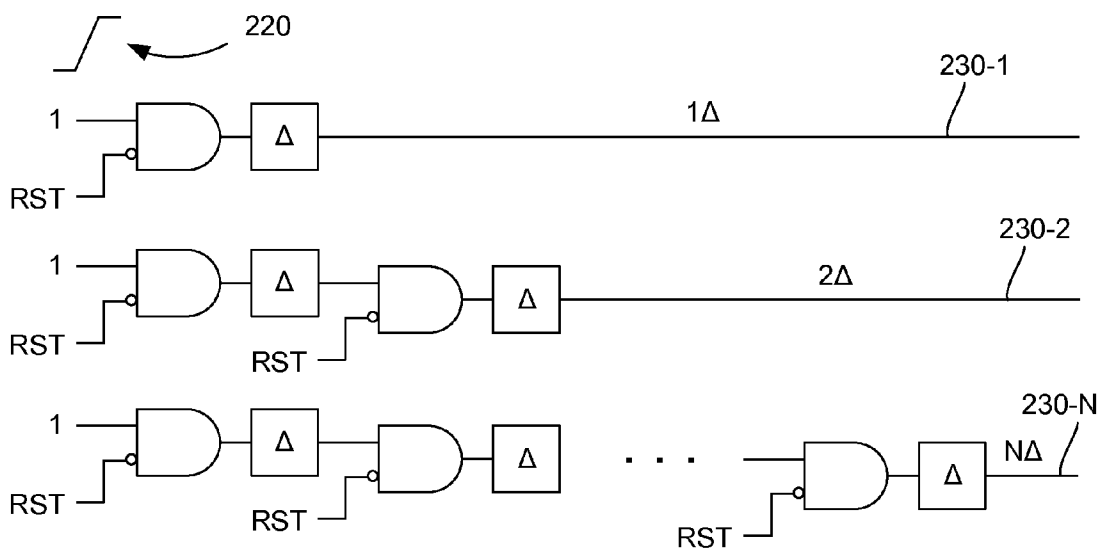 220
230-1
1 Δ 1Δ
RST
230-2
1 Δ Δ 2Δ
RST RST
230-N
1 Δ Δ . . . Δ NΔ
RST RST RST